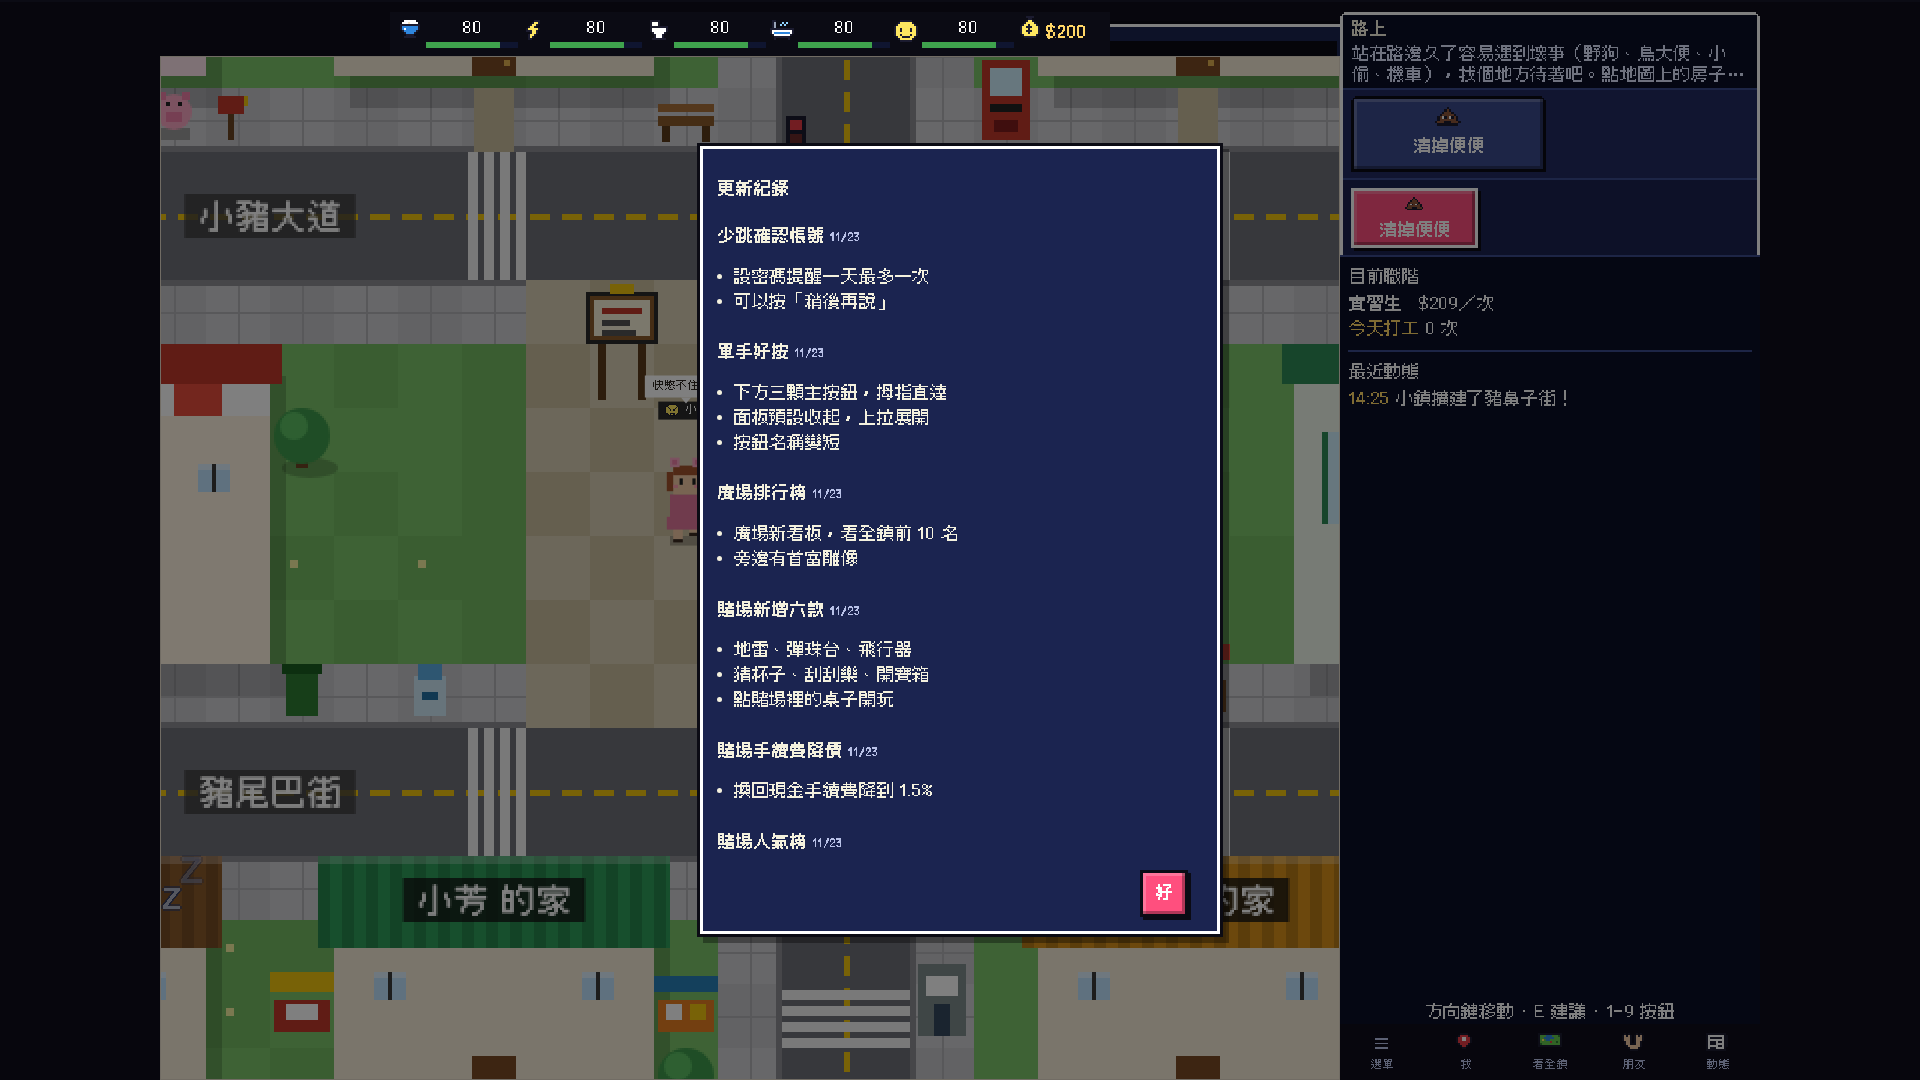 80
80
80
80
80
$200
路上
站在路邊久了容易遇到壞事（野狗、鳥大便、小
偷、機車），找個地方待著吧。點地圖上的房子…
清掉便便
清掉便便
目前職階
實習生 $209／次
今天打工 0 次
最近動態
14:25 小鎮擴建了豬鼻子街！
小豬大道
快憋不住
小
豬尾巴街
小芳 的家
的家
Z
Z
更新紀錄
少跳確認帳號 11/23
• 設密碼提醒一天最多一次
• 可以按「稍後再說」
單手好按 11/23
• 下方三顆主按鈕，拇指直達
• 面板預設收起，上拉展開
• 按鈕名稱變短
廣場排行榜 11/23
• 廣場新看板，看全鎮前 10 名
• 旁邊有首富雕像
賭場新增六款 11/23
• 地雷、彈珠台、飛行器
• 猜杯子、刮刮樂、開寶箱
• 點賭場裡的桌子開玩
賭場手續費降價 11/23
• 換回現金手續費降到 1.5%
賭場人氣榜 11/23
好
方向鍵移動 · E 建議 · 1-9 按鈕
選單
我
看全鎮
朋友
動態